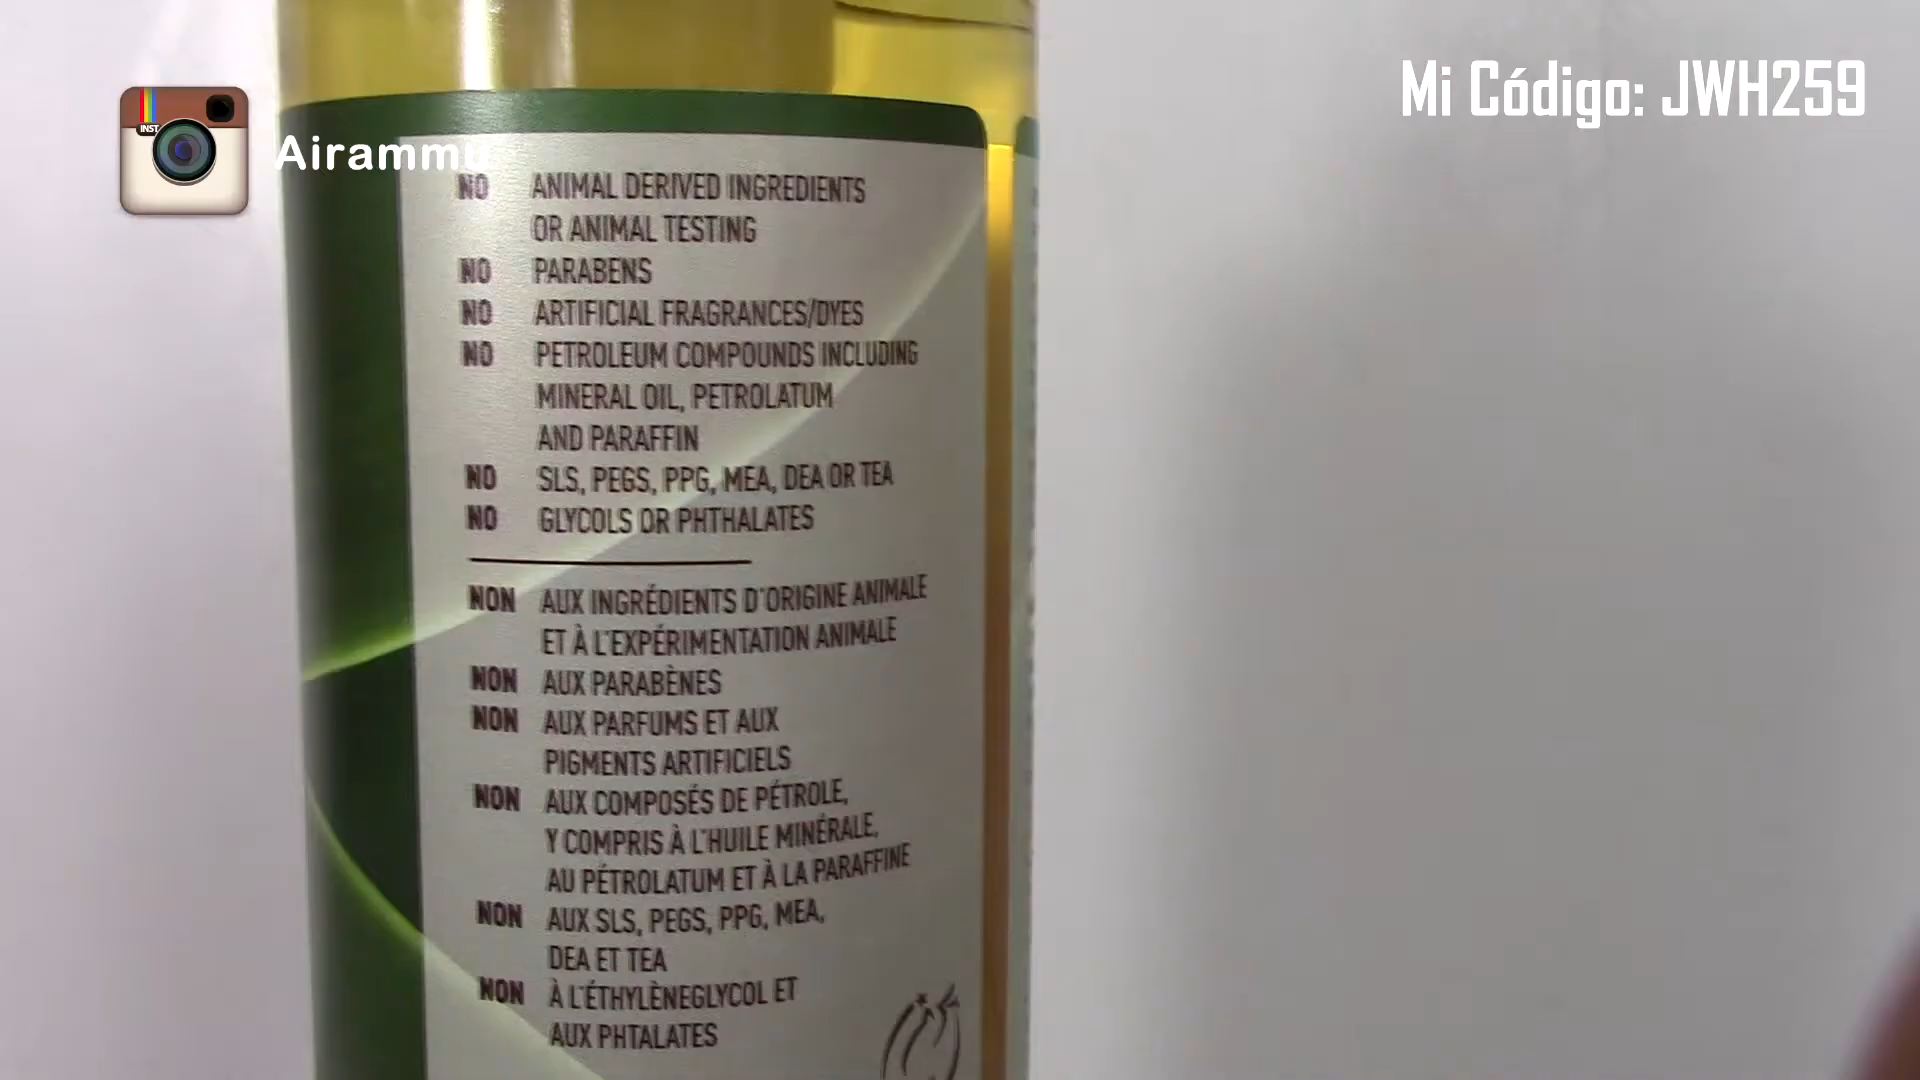 Mi Código: JWH259
INST
Airammu
NO ANIMAL DERIVED INGREDIENTS
OR ANIMAL TESTING
NO PARABENS
NO ARTIFICIAL FRAGRANCES/DYES
NO PETROLEUM COMPOUNDS INCLUDING
MINERAL OIL, PETROLATUM
AND PARAFFIN
NO SLS, PEGS, PPG, MEA, DEA OR TEA
NO GLYCOLS OR PHTHALATES
NON AUX INGRÉDIENTS D'ORIGINE ANIMALE
ET À L'EXPÉRIMENTATION ANIMALE
NON AUX PARABÈNES
NON AUX PARFUMS ET AUX
PIGMENTS ARTIFICIELS
NON AUX COMPOSÉS DE PÉTROLE,
Y COMPRIS À L'HUILE MINÉRALE,
AU PÉTROLATUM ET À LA PARAFFINE
NON AUX SLS, PEGS, PPG, MEA,
DEA ET TEA
NON À L'ÉTHYLÈNEGLYCOL ET
AUX PHTALATES